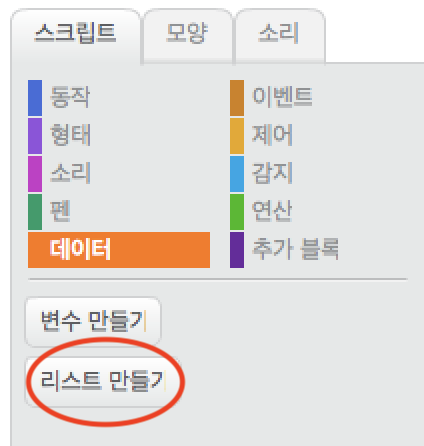 스크립트 모양 소리
동작 이벤트
형태 제어
소리 감지
펜 연산
데이터 추가 블록
변수 만들기
리스트 만들기